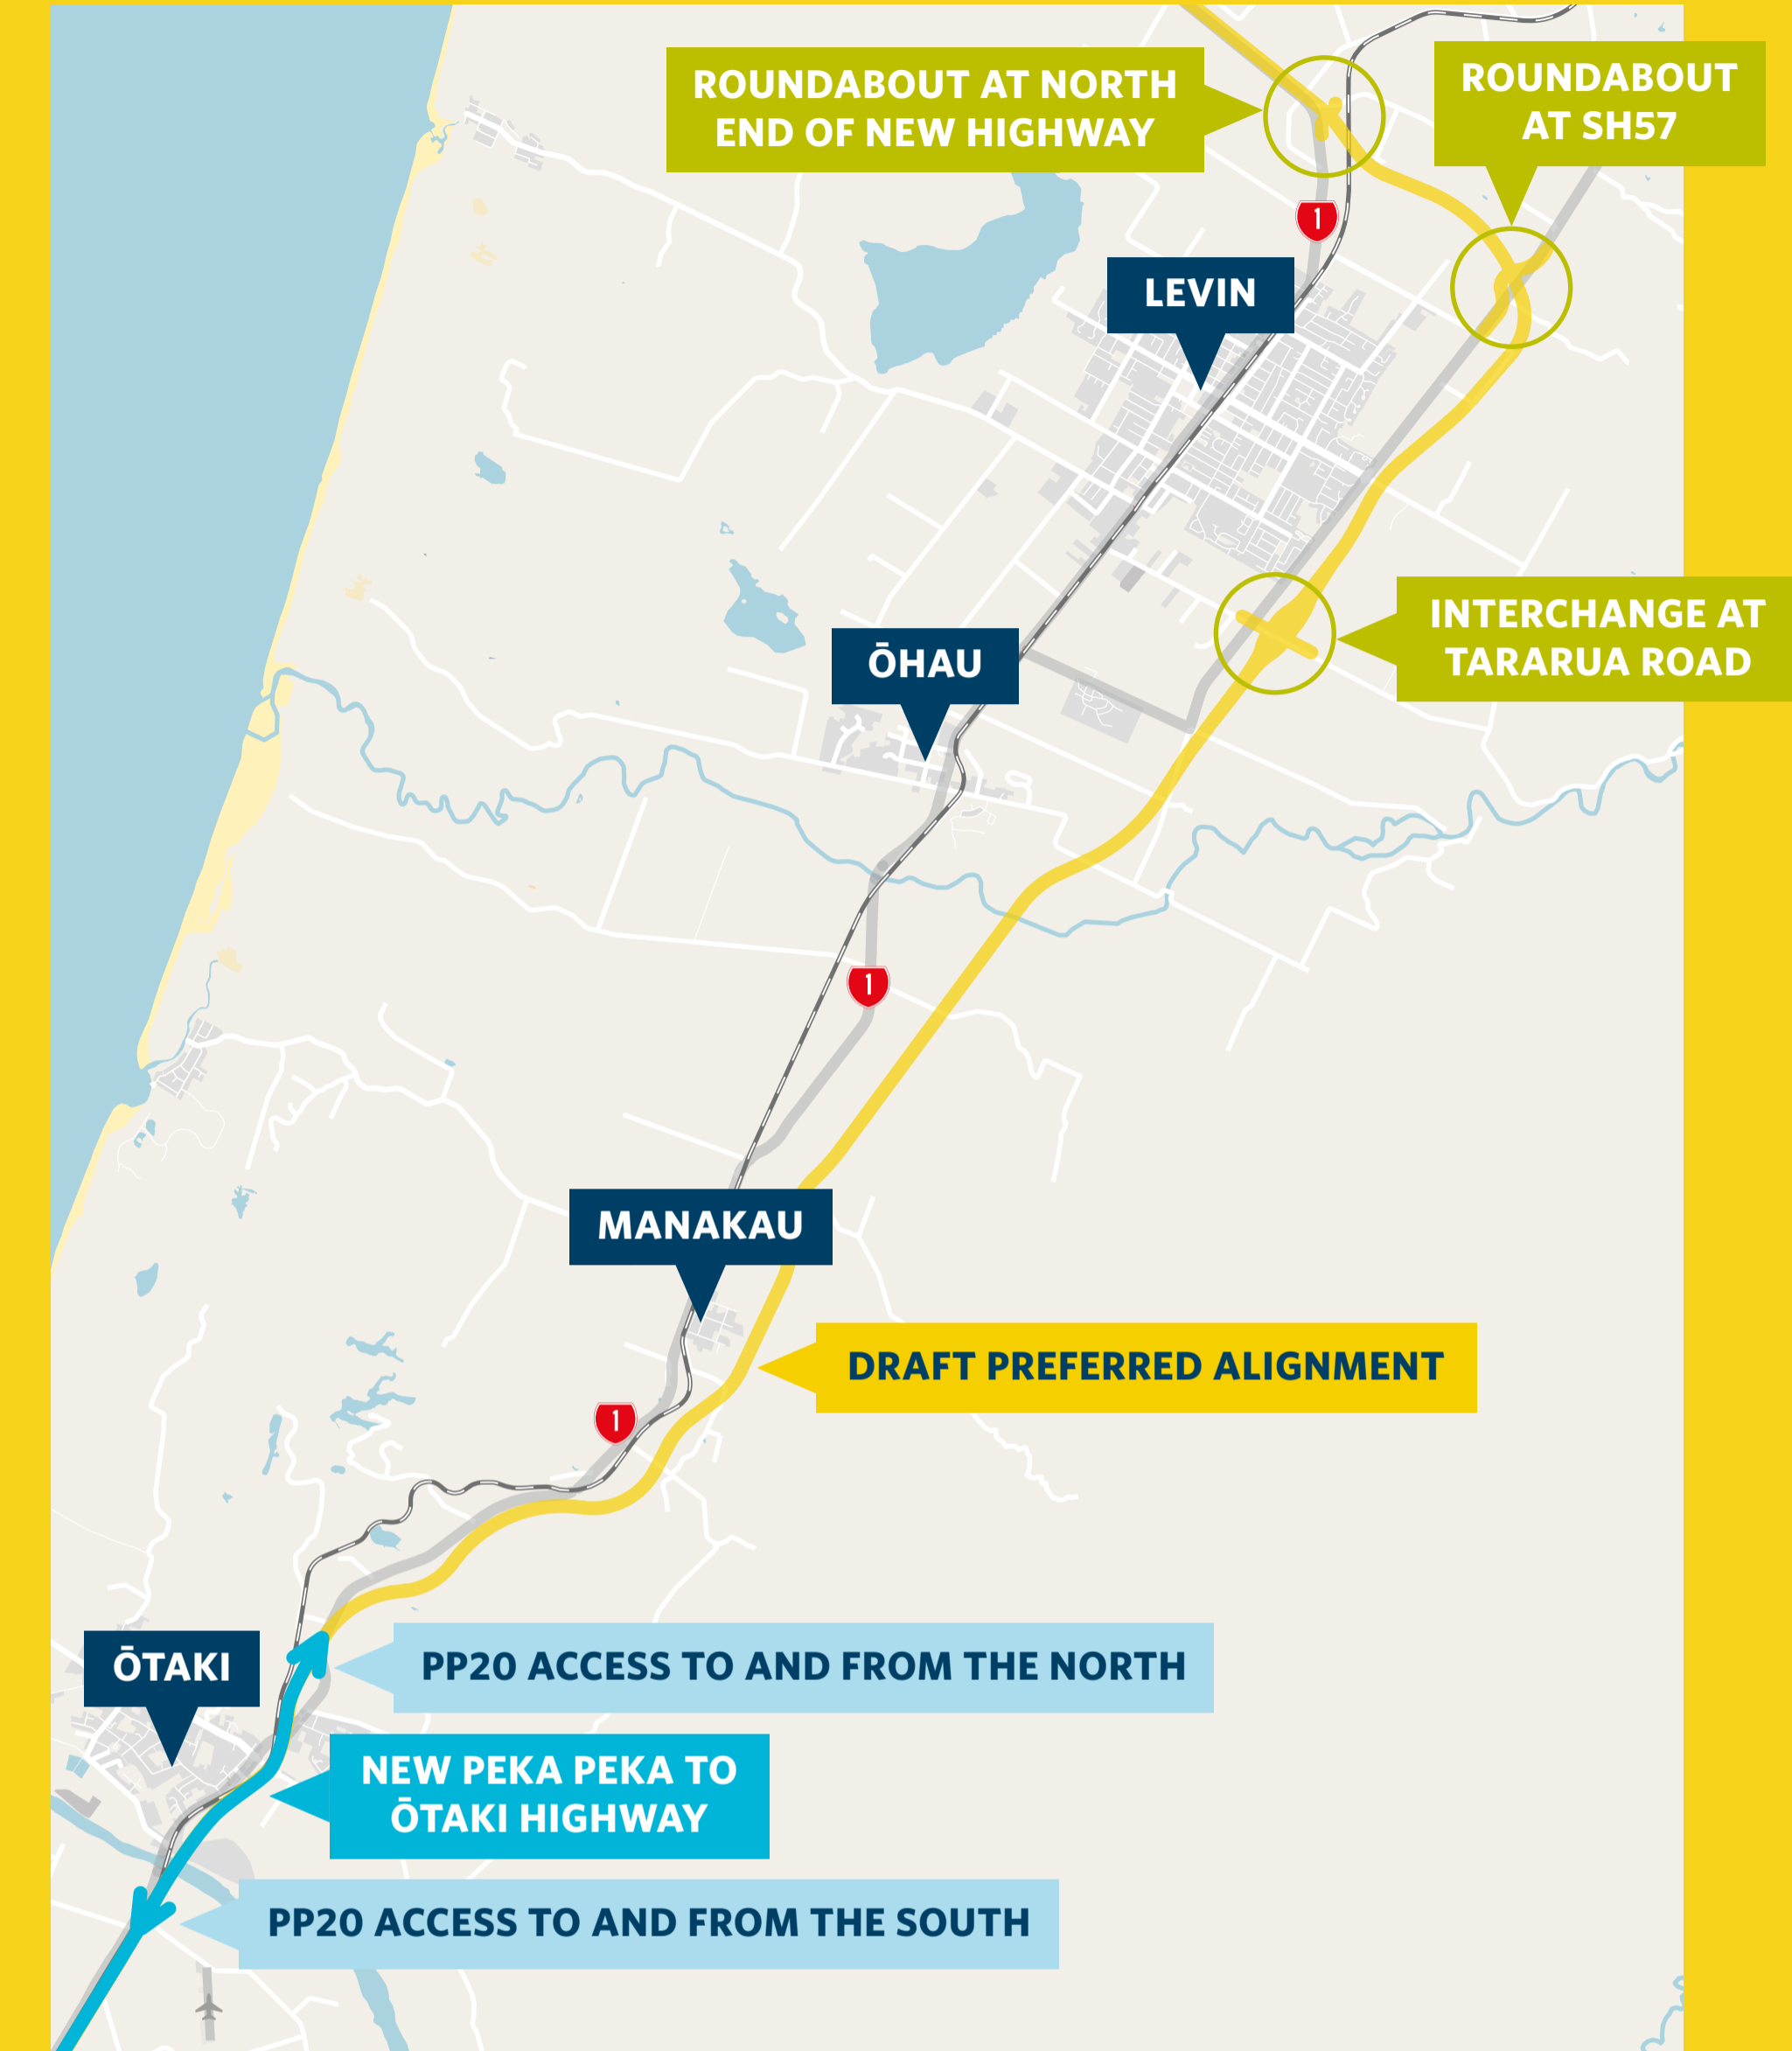 ROUNDABOUT AT NORTH
END OF NEW HIGHWAY
ROUNDABOUT
AT SH57
1
LEVIN
INTERCHANGE AT
TARARUA ROAD
ŌHAU
1
MANAKAU
DRAFT PREFERRED ALIGNMENT
1
ŌTAKI
PP20 ACCESS TO AND FROM THE NORTH
NEW PEKA PEKA TO
ŌTAKI HIGHWAY
PP20 ACCESS TO AND FROM THE SOUTH